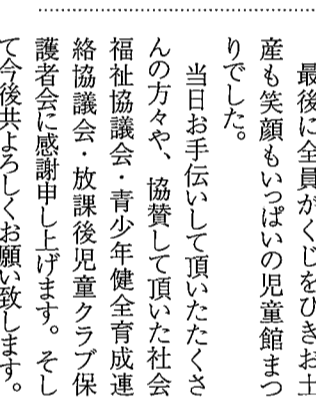 最後に全員がくじをひきお土
産も笑顔もいっぱいの児童館まつ
りでした。
当日お手伝いして頂いたたくさ
んの方々や、協賛して頂いた社会
福祉協議会・青少年健全育成連
絡協議会・放課後児童クラブ保
護者会に感謝申し上げます。そし
て今後共よろしくお願い致します。